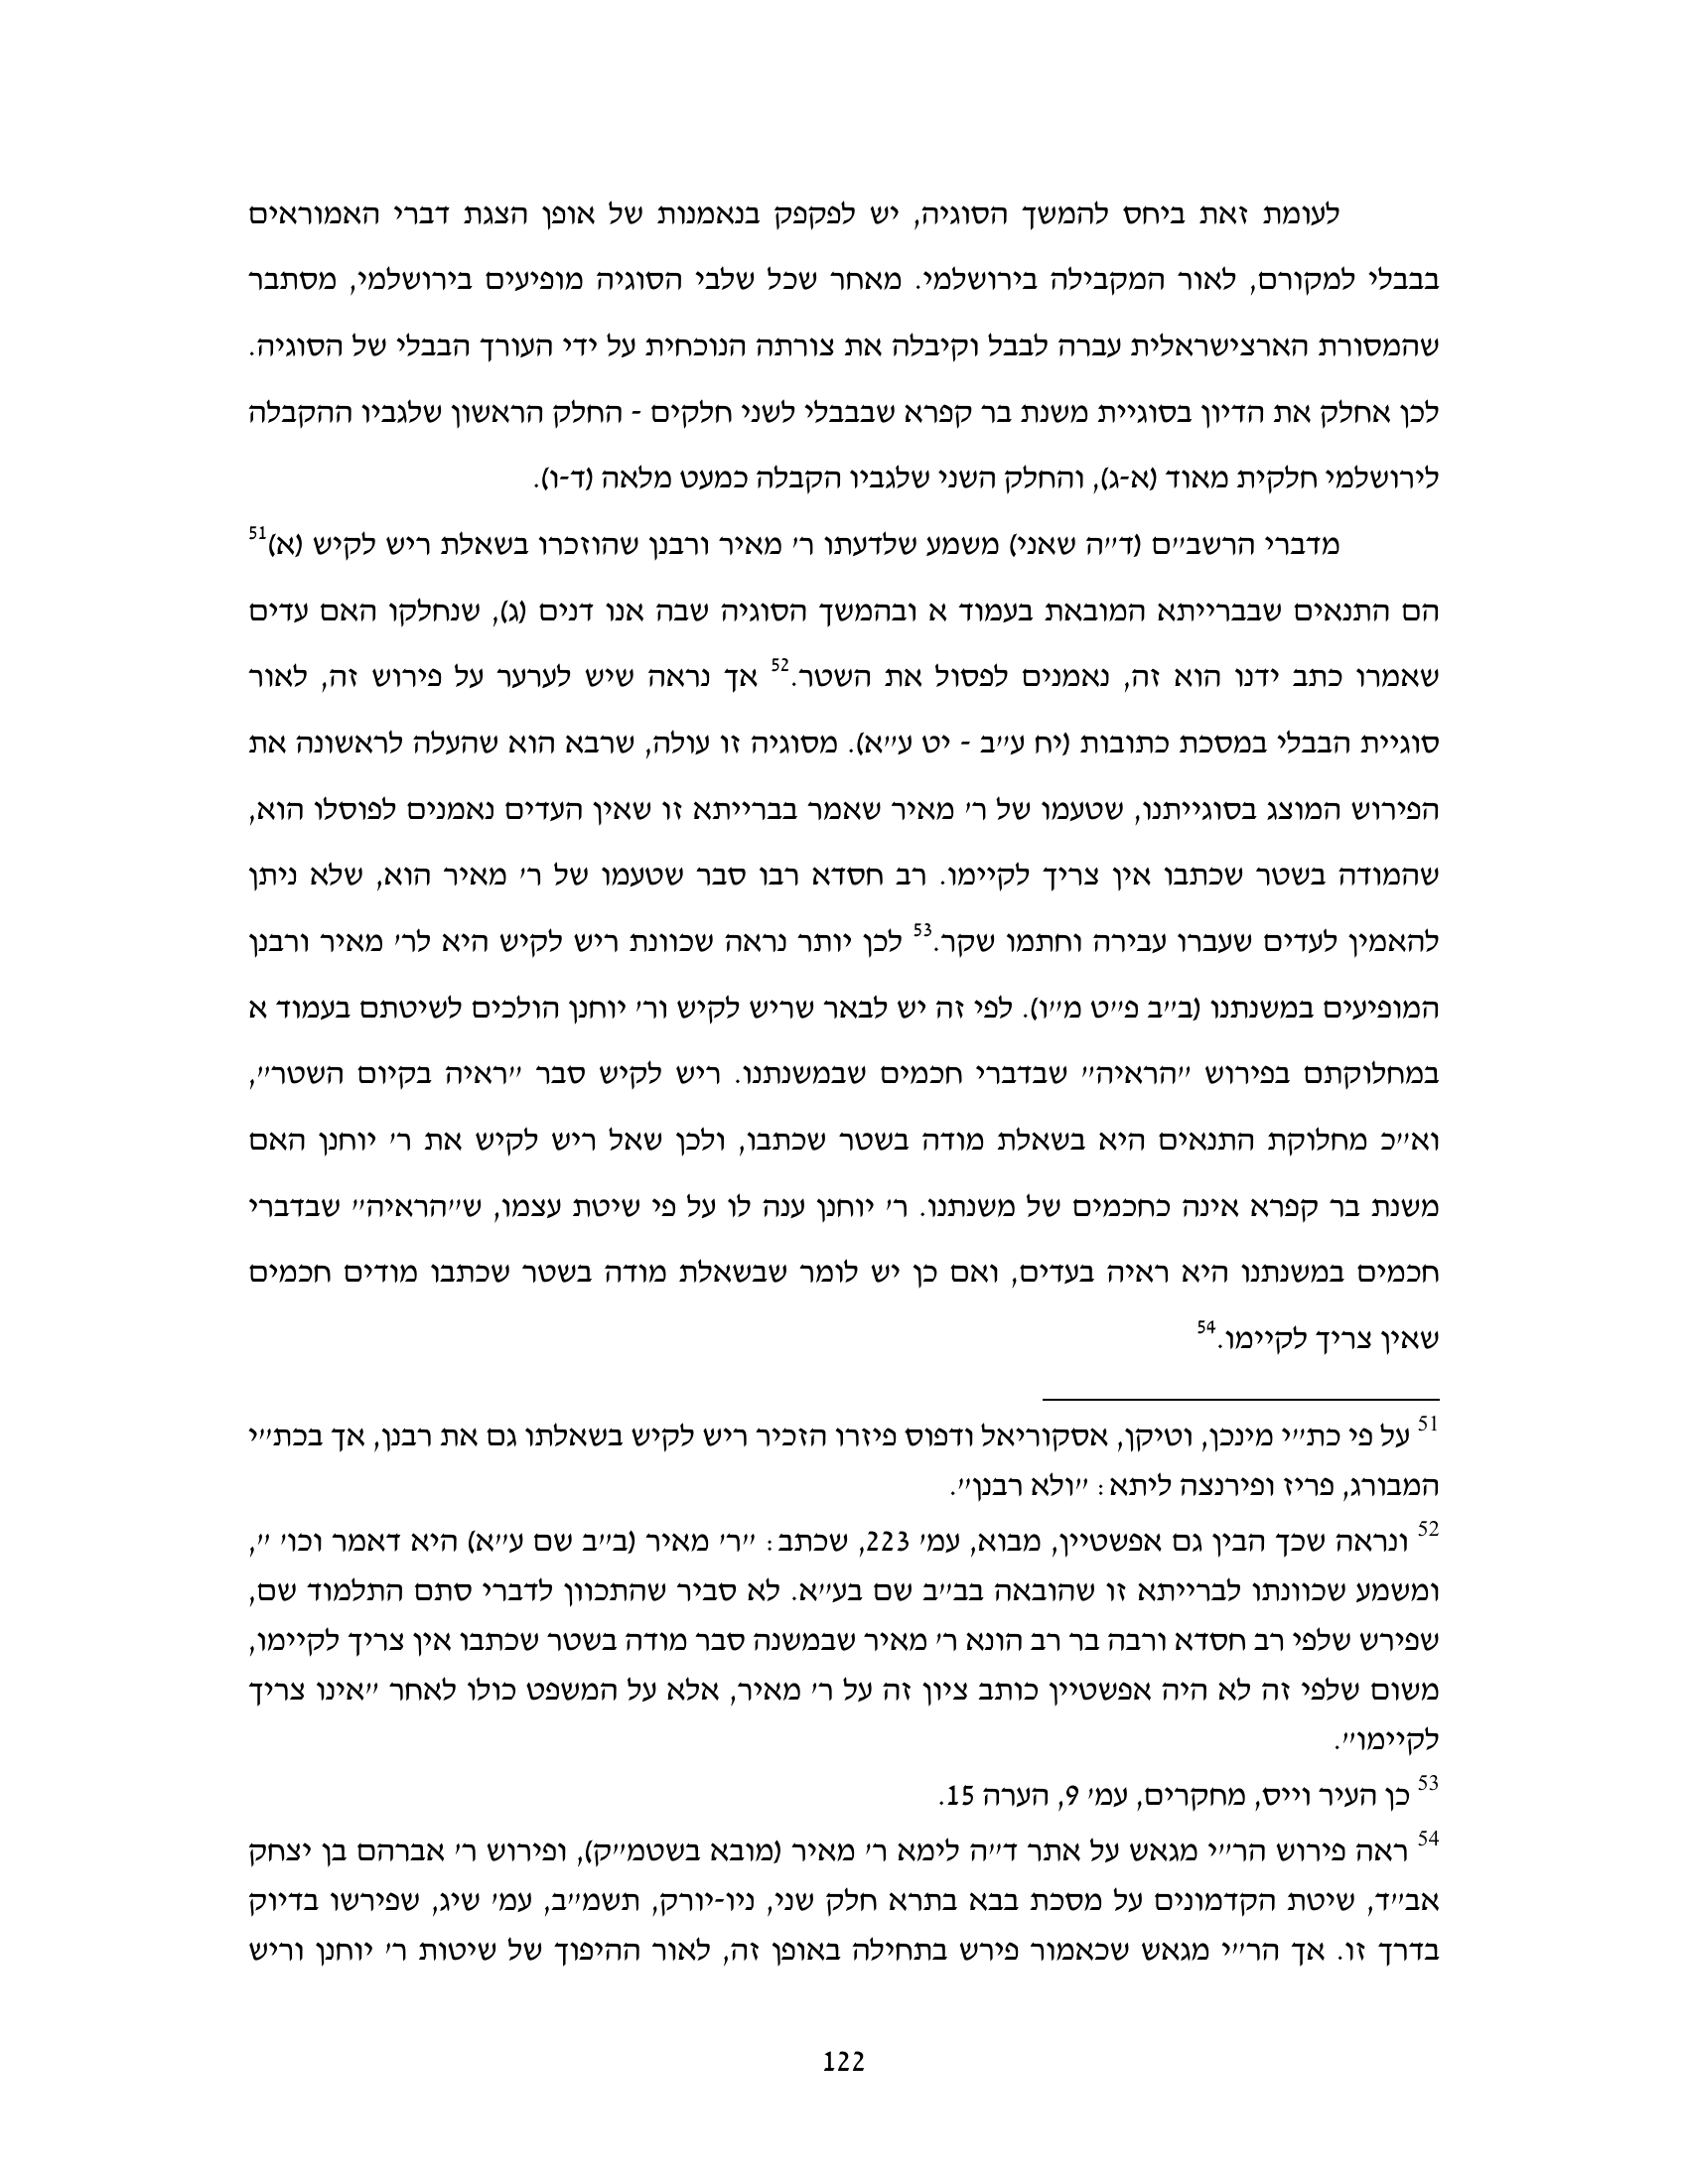 לעומת זאת ביחס להמשך הסוגיה, יש לפקפק בנאמנות של אופן הצגת דברי האמוראים
בבבלי למקורם, לאור המקבילה בירושלמי. מאחר שכל שלבי הסוגיה מופיעים בירושלמי, מסתבר
שהמסורת הארצישראלית עברה לבבל וקיבלה את צורתה הנוכחית על ידי העורך הבבלי של הסוגיה.
לכן אחלק את הדיון בסוגיית משנת בר קפרא שבבבלי לשני חלקים - החלק הראשון שלגביו ההקבלה
לירושלמי חלקית מאוד (א-ג), והחלק השני שלגביו הקבלה כמעט מלאה (ד-ו).
מדברי הרשב״ם (ד״ה שאני) משמע שלדעתו ר׳ מאיר ורבנן שהוזכרו בשאלת ריש לקיש (א)51
הם התנאים שבברייתא המובאת בעמוד א ובהמשך הסוגיה שבה אנו דנים (ג), שנחלקו האם עדים
שאמרו כתב ידנו הוא זה, נאמנים לפסול את השטר.52 אך נראה שיש לערער על פירוש זה, לאור
סוגיית הבבלי במסכת כתובות (יח ע״ב - יט ע״א). מסוגיה זו עולה, שרבא הוא שהעלה לראשונה את
הפירוש המוצג בסוגייתנו, שטעמו של ר׳ מאיר שאמר בברייתא זו שאין העדים נאמנים לפוסלו הוא,
שהמודה בשטר שכתבו אין צריך לקיימו. רב חסדא רבו סבר שטעמו של ר׳ מאיר הוא, שלא ניתן
להאמין לעדים שעברו עבירה וחתמו שקר.53 לכן יותר נראה שכוונת ריש לקיש היא לר׳ מאיר ורבנן
המופיעים במשנתנו (ב״ב פ״ט מ״ו). לפי זה יש לבאר שריש לקיש ור׳ יוחנן הולכים לשיטתם בעמוד א
במחלוקתם בפירוש ״הראיה״ שבדברי חכמים שבמשנתנו. ריש לקיש סבר ״ראיה בקיום השטר״,
וא״כ מחלוקת התנאים היא בשאלת מודה בשטר שכתבו, ולכן שאל ריש לקיש את ר׳ יוחנן האם
משנת בר קפרא אינה כחכמים של משנתנו. ר׳ יוחנן ענה לו על פי שיטת עצמו, ש״הראיה״ שבדברי
חכמים במשנתנו היא ראיה בעדים, ואם כן יש לומר שבשאלת מודה בשטר שכתבו מודים חכמים
שאין צריך לקיימו.54
51 על פי כת״י מינכן, וטיקן, אסקוריאל ודפוס פיזרו הזכיר ריש לקיש בשאלתו גם את רבנן, אך בכת״י
המבורג, פריז ופירנצה ליתא: ״ולא רבנן״.
52 ונראה שכך הבין גם אפשטיין, מבוא, עמ׳ 223, שכתב: ״ר׳ מאיר (ב״ב שם ע״א) היא דאמר וכו׳ ״,
ומשמע שכוונתו לברייתא זו שהובאה בב״ב שם בע״א. לא סביר שהתכוון לדברי סתם התלמוד שם,
שפירש שלפי רב חסדא ורבה בר רב הונא ר׳ מאיר שבמשנה סבר מודה בשטר שכתבו אין צריך לקיימו,
משום שלפי זה לא היה אפשטיין כותב ציון זה על ר׳ מאיר, אלא על המשפט כולו לאחר ״אינו צריך
לקיימו״.
53 כן העיר וייס, מחקרים, עמ׳ 9, הערה 15.
54 ראה פירוש הר״י מגאש על אתר ד״ה לימא ר׳ מאיר (מובא בשטמ״ק), ופירוש ר׳ אברהם בן יצחק
אב״ד, שיטת הקדמונים על מסכת בבא בתרא חלק שני, ניו-יורק, תשמ״ב, עמ׳ שיג, שפירשו בדיוק
בדרך זו. אך הר״י מגאש שכאמור פירש בתחילה באופן זה, לאור ההיפוך של שיטות ר׳ יוחנן וריש
122